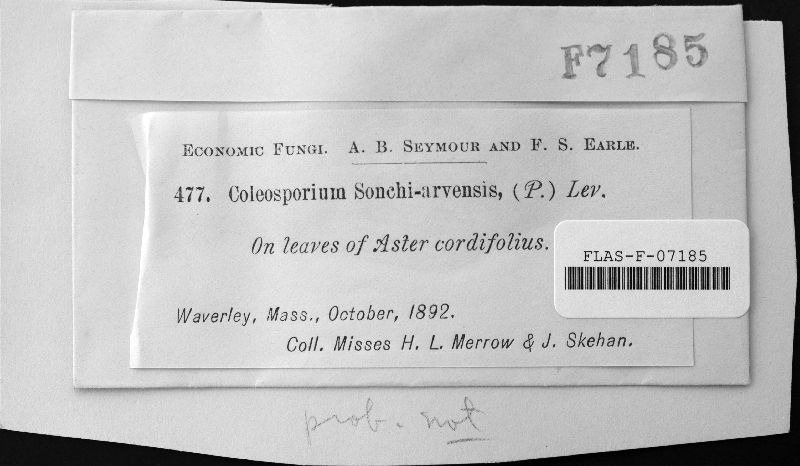 F7185
ECONOMIC FUNGI. A. B. SEYMOUR AND F. S. EARLE.
477. Coleosporium Sonchi-arvensis, (P.) Lev.
On leaves of Aster cordifolius.
FLAS-F-07185
Waverley, Mass., October, 1892.
Coll. Misses H. L. Merrow & J. Skehan.
prob. not